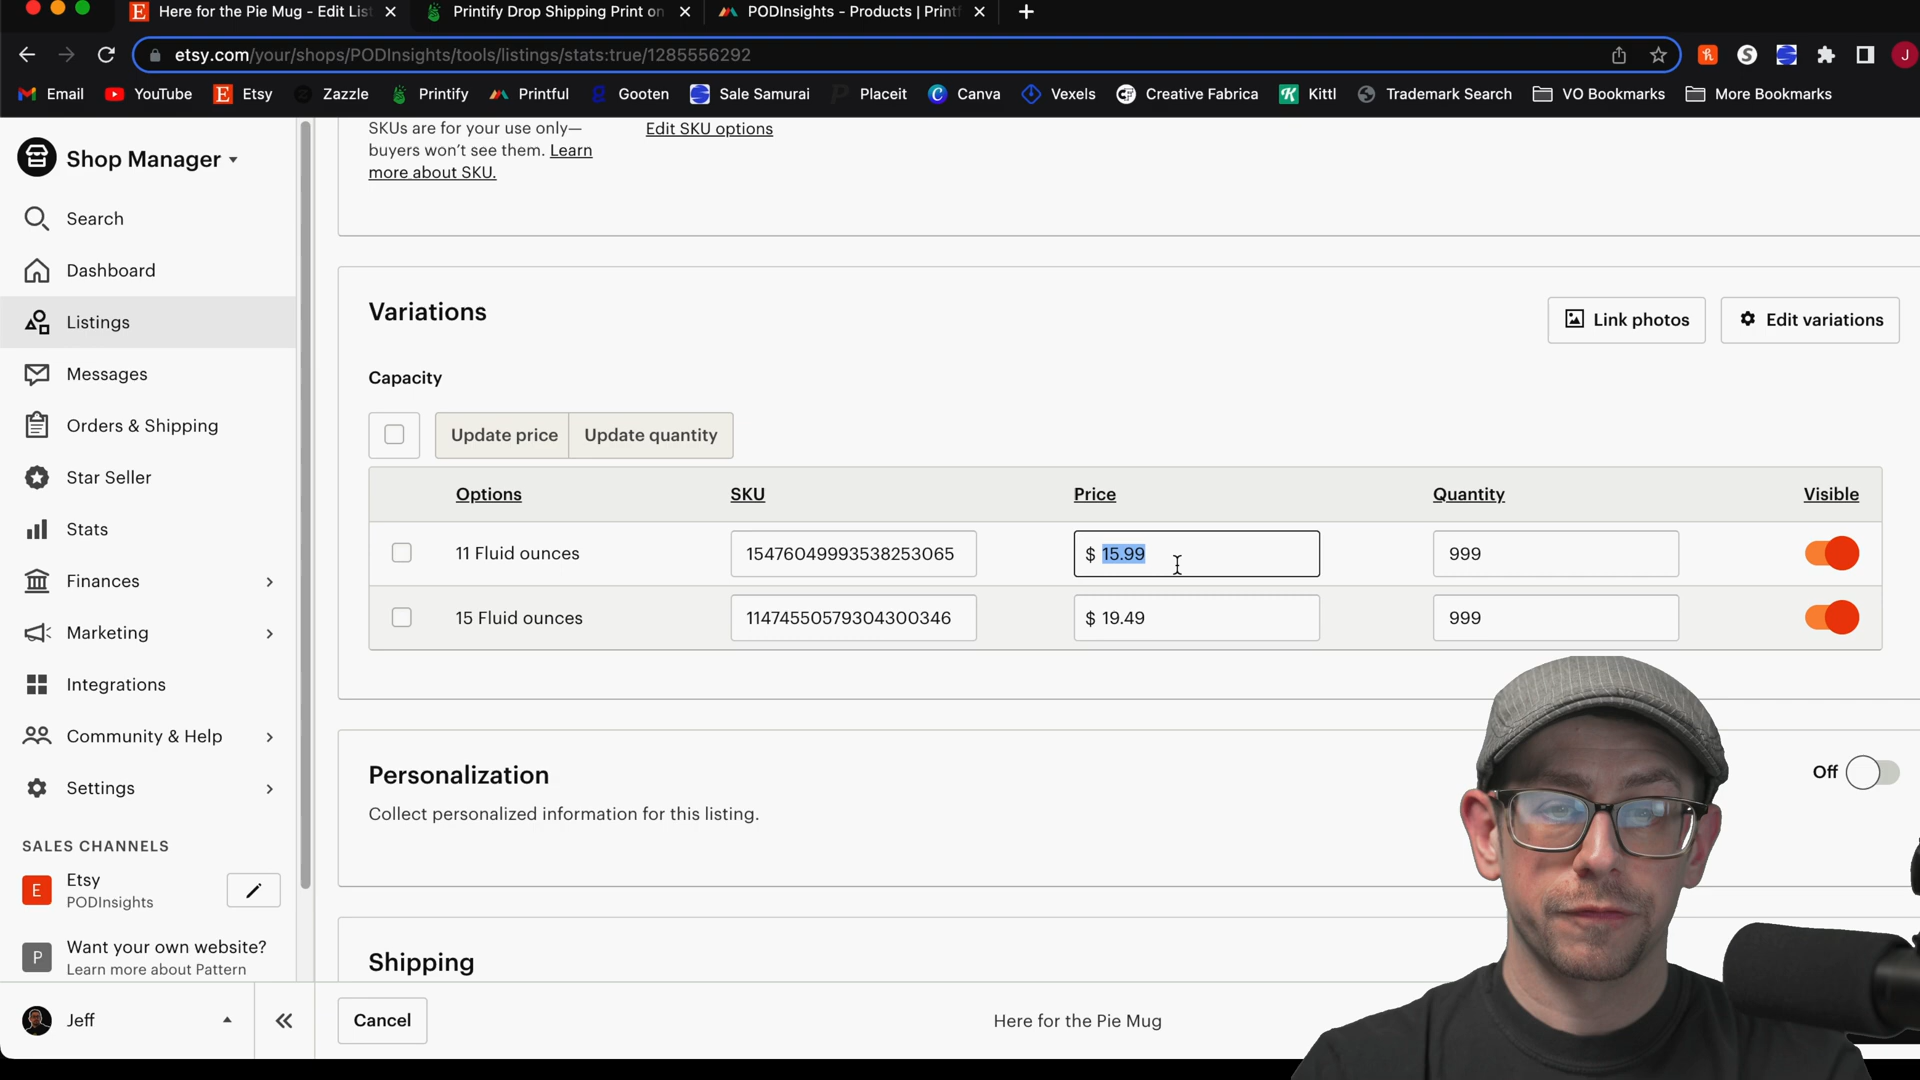 Here for the Pie Mug - Edit List
Printify Drop Shipping Print on
PODInsights - Products | Printf
etsy.com/your/shops/PODInsights/tools/listings/stats:true/1285556292
J
Email
YouTube
Etsy
Zazzle
Printify
Printful
Gooten
Sale Samurai
Placeit
Canva
Vexels
Creative Fabrica
Kittl
Trademark Search
VO Bookmarks
More Bookmarks
Shop Manager
Search
Dashboard
Listings
Messages
Orders & Shipping
Star Seller
Stats
Finances
Marketing
Integrations
Community & Help
Settings
SALES CHANNELS
E
Etsy
PODInsights
P
Want your own website?
Learn more about Pattern
Jeff
SKUs are for your use only—
buyers won't see them. Learn
more about SKU.
Edit SKU options
Variations
Link photos
Edit variations
Capacity
Update price
Update quantity
Options SKU Price Quantity Visible
11 Fluid ounces 15476049993538253065 $ 15.99 999
15 Fluid ounces 11474550579304300346 $ 19.49 999
Personalization
Off
Collect personalized information for this listing.
Shipping
Cancel
Here for the Pie Mug